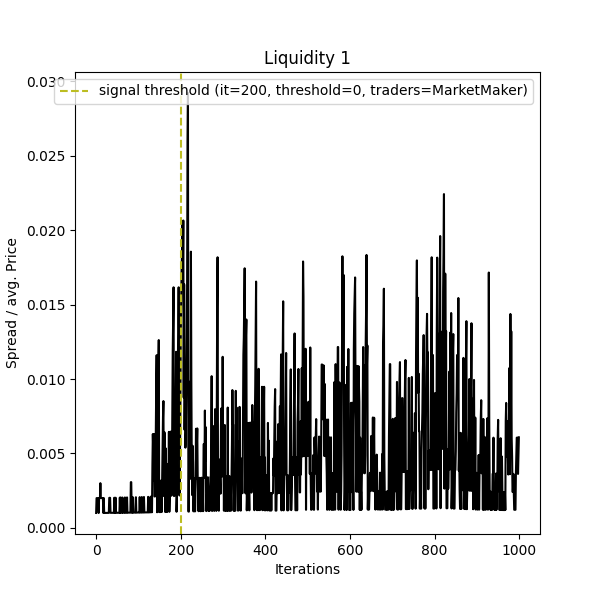 Liquidity 1
signal threshold (it=200, threshold=0, traders=MarketMaker)
Spread / avg. Price
0.030
0.025
0.020
0.015
0.010
0.005
0.000
0 200 400 600 800 1000
Iterations